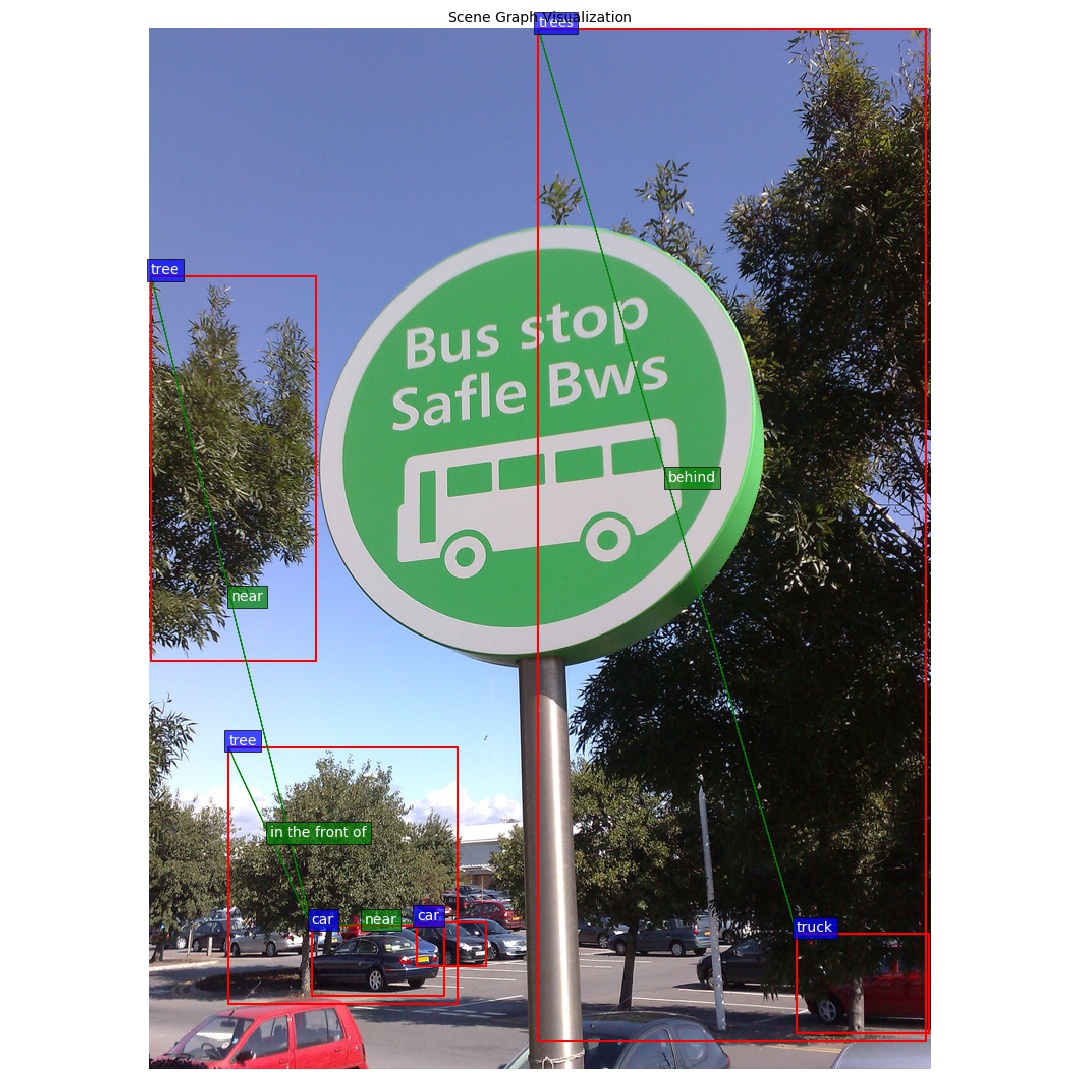 Scene Graph Visualization
trees
tree
Bus stop
Safle Bws
behind
near
tree
in the front of
car
near
car
truck